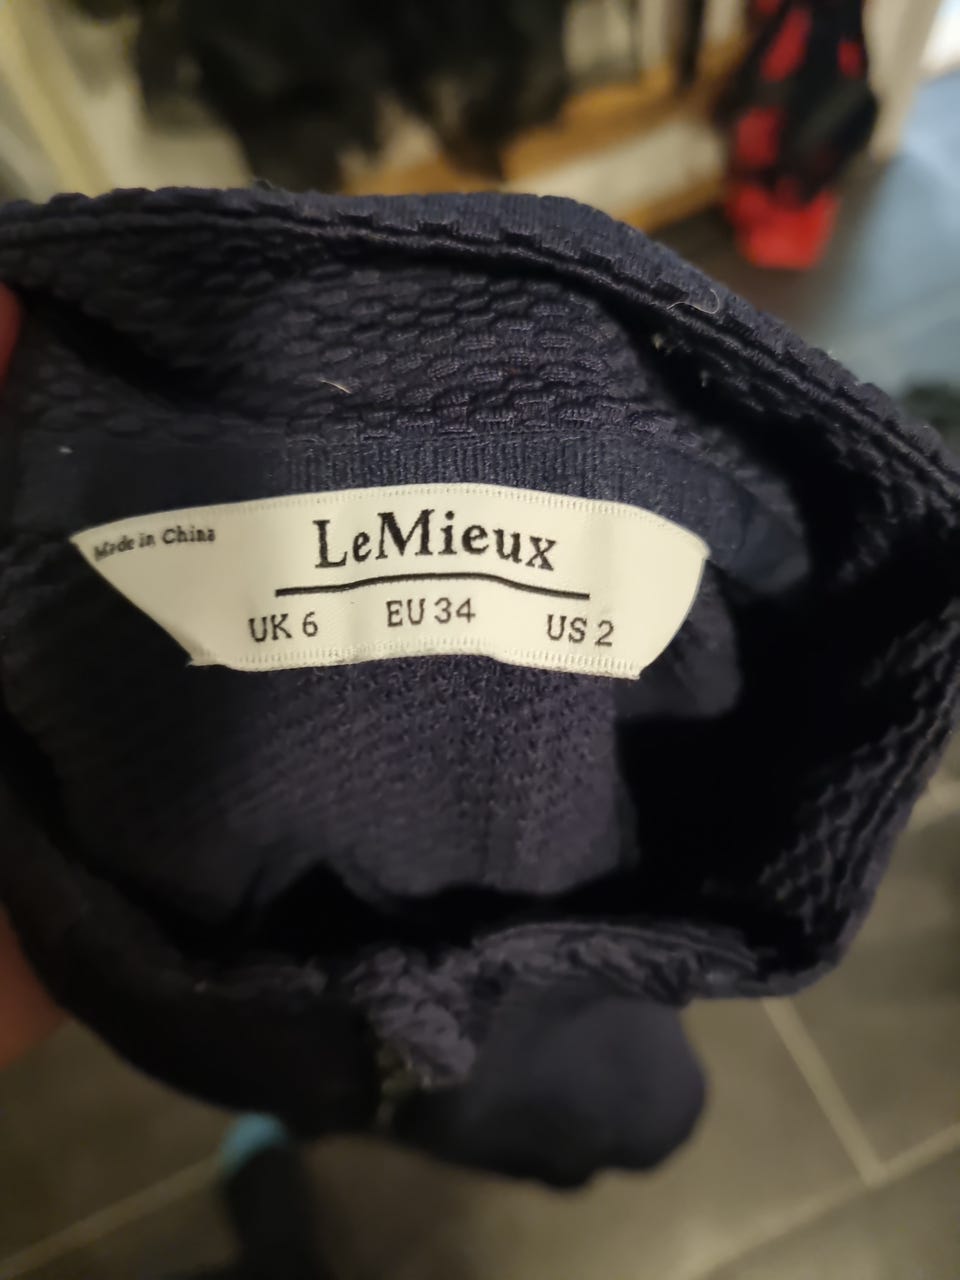 Made in China
LeMieux
UK 6 EU 34 US 2